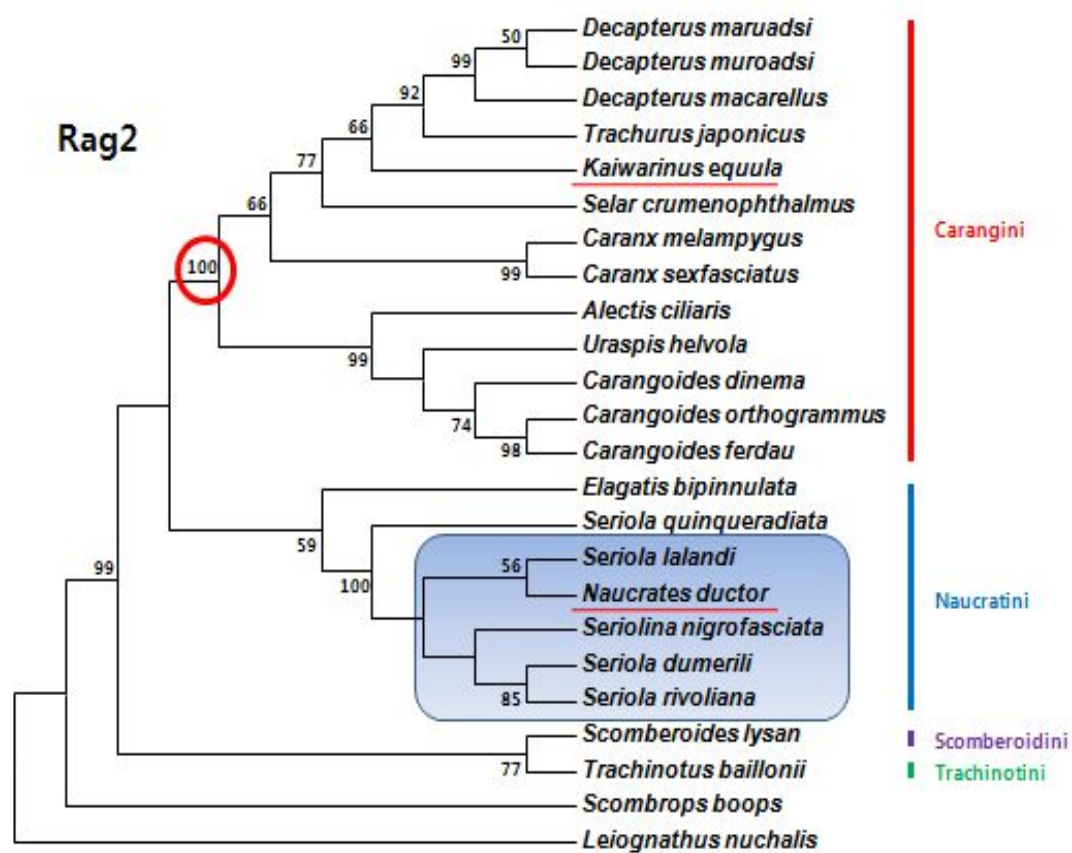 Rag2
Decapterus maruadsi
Decapterus muroadsi
Decapterus macarellus
Trachurus japonicus
Kaiwarinus equula
Selar crumenophthalmus
Caranx melampygus
Caranx sexfasciatus
Alectis ciliaris
Uraspis helvola
Carangoides dinema
Carangoides orthogrammus
Carangoides ferdau
Elagatis bipinnulata
Seriola quinqueradiata
Seriola lalandi
Naucrates ductor
Seriolina nigrofasciata
Seriola dumerili
Seriola rivoliana
Scomberoides lysan
Trachinotus baillonii
Scombrops boops
Leiognathus nuchalis
50
99
92
66
77
66
99
100
99
74
98
59
56
100
85
99
77
Carangini
Naucratini
Scomberoidini
Trachinotini